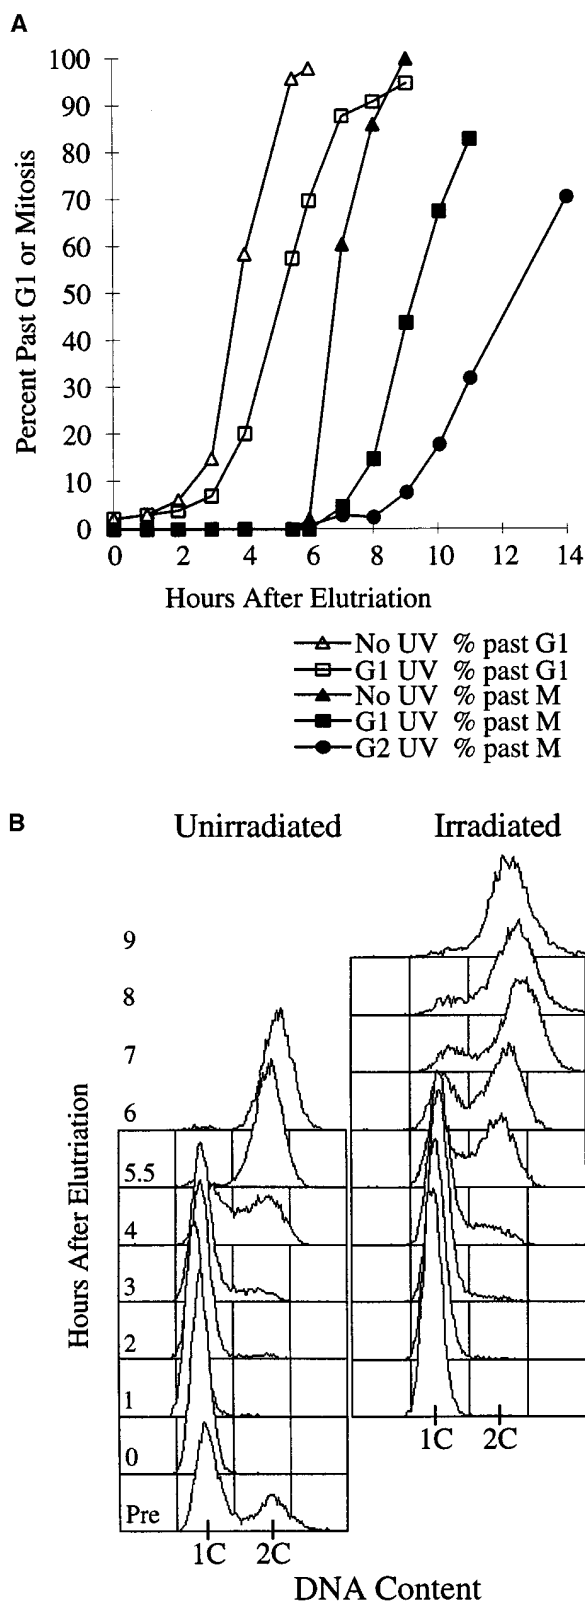 A
Percent Past G1 or Mitosis
100
90
80
70
60
50
40
30
20
10
0
0 2 4 6 8 10 12 14
Hours After Elutriation
No UV % past G1
G1 UV % past G1
No UV % past M
G1 UV % past M
G2 UV % past M
B
Unirradiated Irradiated
Hours After Elutriation
9
8
7
6
5.5
4
3
2
1
0
Pre
1C 2C
1C 2C
DNA Content